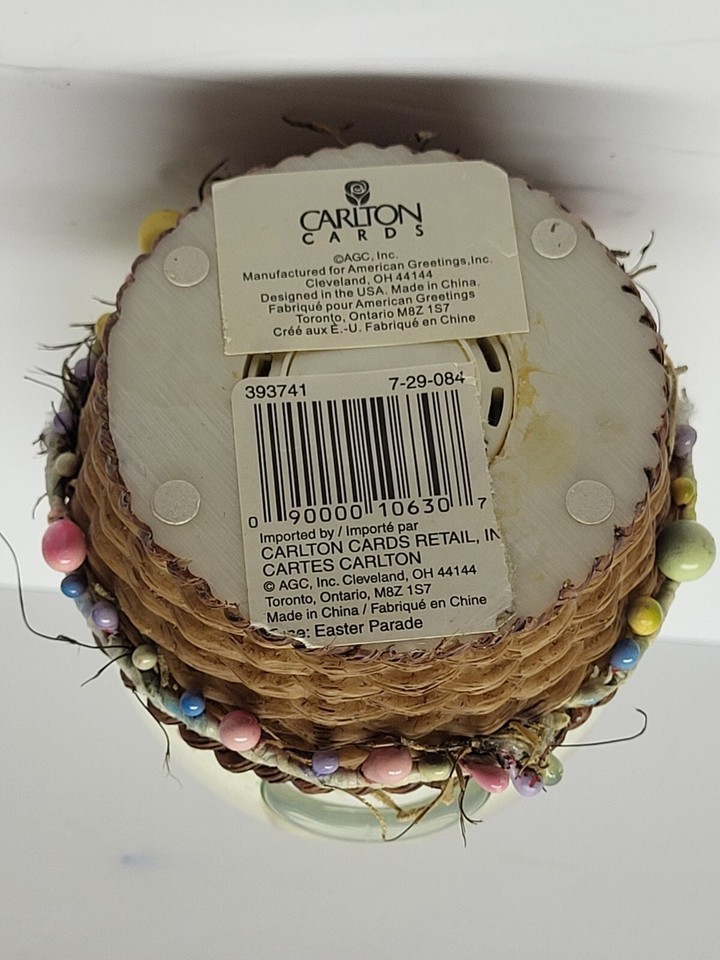 CARLTON
CARDS
©AGC, Inc.
Manufactured for American Greetings,Inc.
Cleveland, OH 44144
Designed in the USA. Made in China.
Fabriqué pour American Greetings
Toronto, Ontario M8Z 1S7
Créé aux É.-U. Fabriqué en Chine
393741 7-29-084
0 90000 10630 7
Imported by / Importé par
CARLTON CARDS RETAIL, IN
CARTES CARLTON
© AGC, Inc. Cleveland, OH 44144
Toronto, Ontario, M8Z 1S7
Made in China / Fabriqué en Chine
Easter Parade